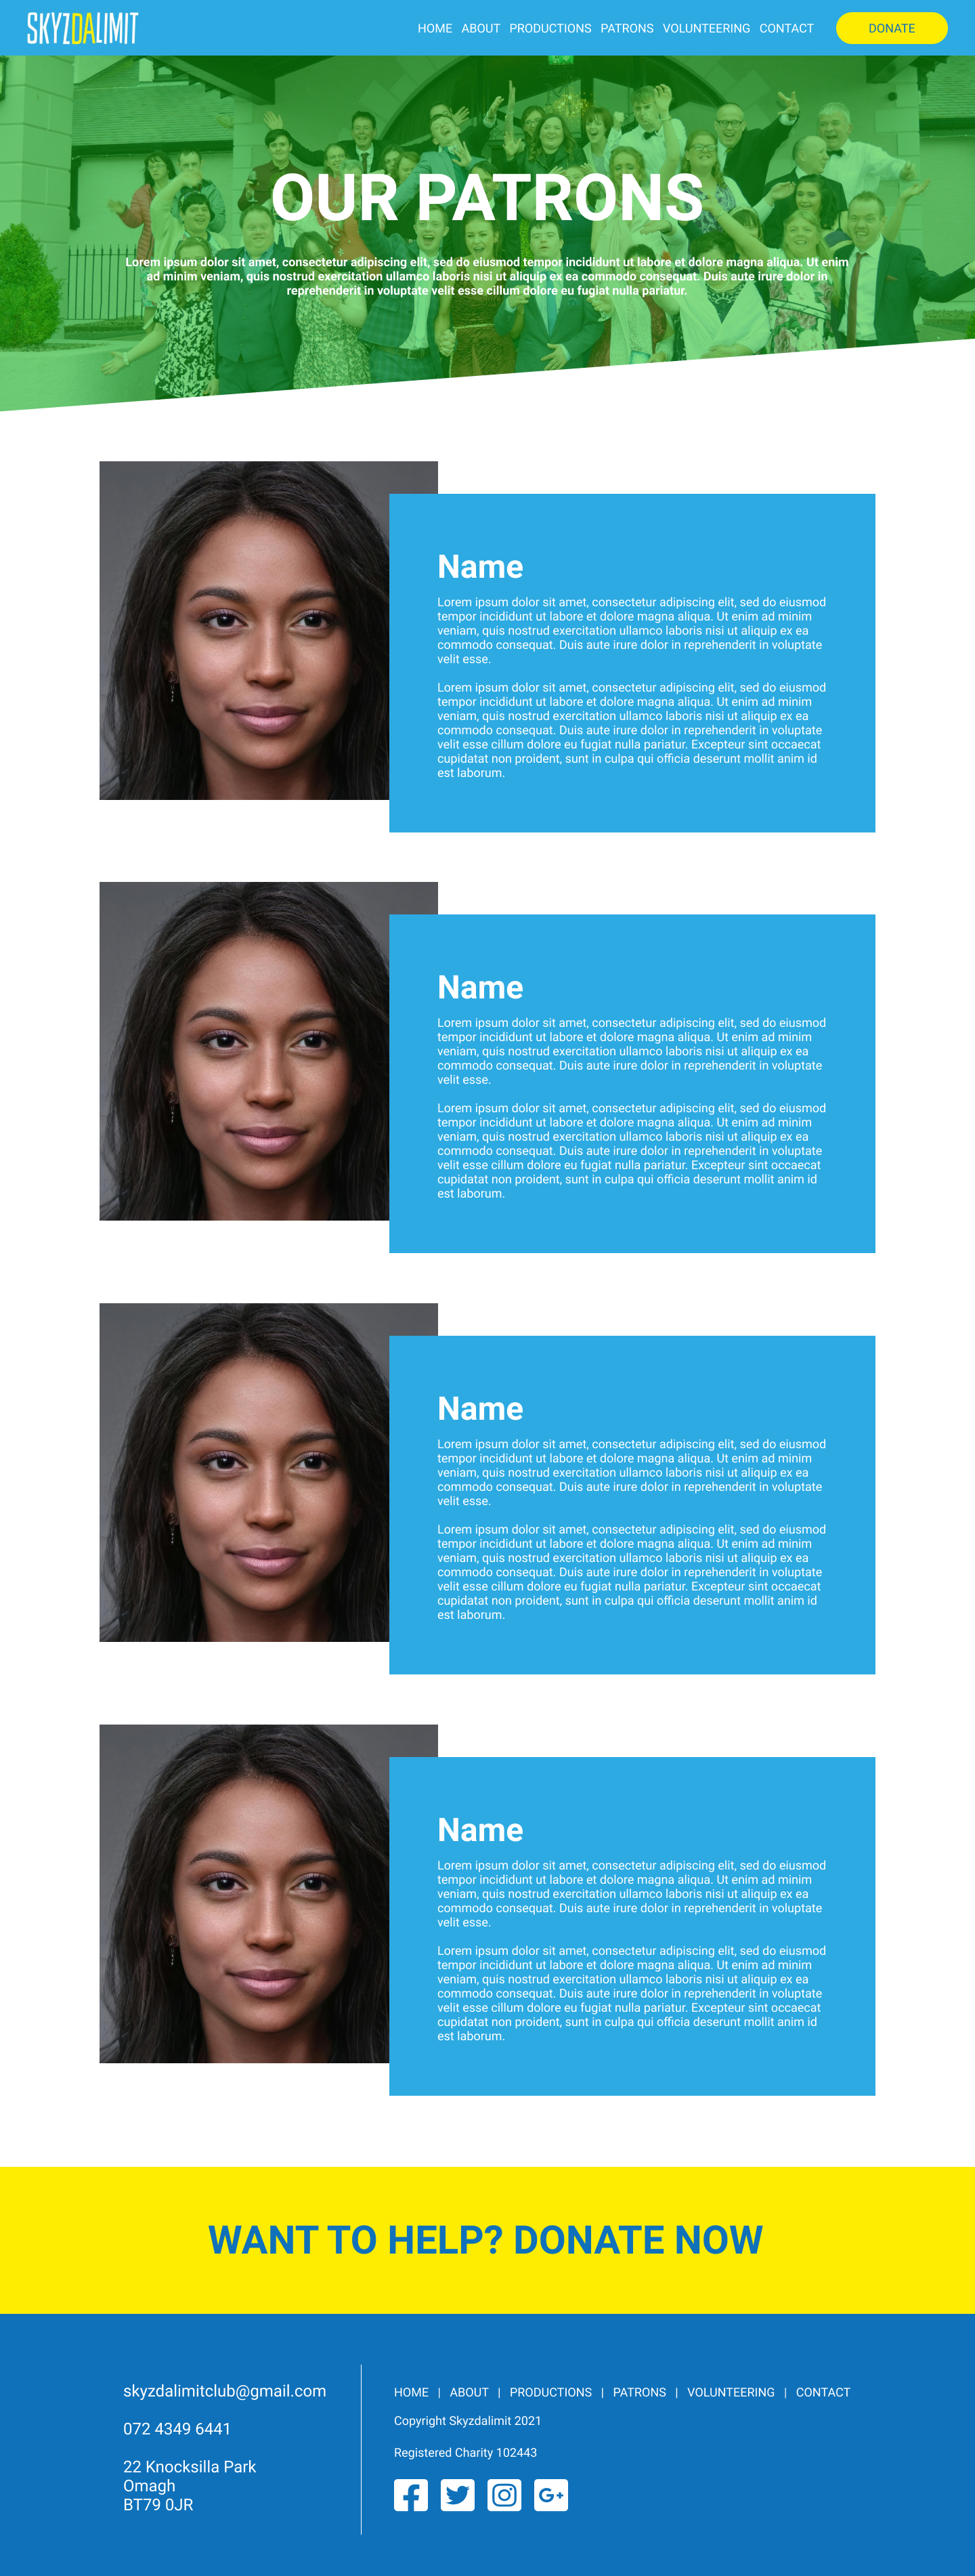 SKYZDALIMIT
HOME ABOUT PRODUCTIONS PATRONS VOLUNTEERING CONTACT DONATE
OUR PATRONS
Lorem ipsum dolor sit amet, consectetur adipiscing elit, sed do eiusmod tempor incididunt ut labore et dolore magna aliqua. Ut enim
ad minim veniam, quis nostrud exercitation ullamco laboris nisi ut aliquip ex ea commodo consequat. Duis aute irure dolor in
reprehenderit in voluptate velit esse cillum dolore eu fugiat nulla pariatur.
Name
Lorem ipsum dolor sit amet, consectetur adipiscing elit, sed do eiusmod
tempor incididunt ut labore et dolore magna aliqua. Ut enim ad minim
veniam, quis nostrud exercitation ullamco laboris nisi ut aliquip ex ea
commodo consequat. Duis aute irure dolor in reprehenderit in voluptate
velit esse.
Lorem ipsum dolor sit amet, consectetur adipiscing elit, sed do eiusmod
tempor incididunt ut labore et dolore magna aliqua. Ut enim ad minim
veniam, quis nostrud exercitation ullamco laboris nisi ut aliquip ex ea
commodo consequat. Duis aute irure dolor in reprehenderit in voluptate
velit esse cillum dolore eu fugiat nulla pariatur. Excepteur sint occaecat
cupidatat non proident, sunt in culpa qui officia deserunt mollit anim id
est laborum.
Name
Lorem ipsum dolor sit amet, consectetur adipiscing elit, sed do eiusmod
tempor incididunt ut labore et dolore magna aliqua. Ut enim ad minim
veniam, quis nostrud exercitation ullamco laboris nisi ut aliquip ex ea
commodo consequat. Duis aute irure dolor in reprehenderit in voluptate
velit esse.
Lorem ipsum dolor sit amet, consectetur adipiscing elit, sed do eiusmod
tempor incididunt ut labore et dolore magna aliqua. Ut enim ad minim
veniam, quis nostrud exercitation ullamco laboris nisi ut aliquip ex ea
commodo consequat. Duis aute irure dolor in reprehenderit in voluptate
velit esse cillum dolore eu fugiat nulla pariatur. Excepteur sint occaecat
cupidatat non proident, sunt in culpa qui officia deserunt mollit anim id
est laborum.
Name
Lorem ipsum dolor sit amet, consectetur adipiscing elit, sed do eiusmod
tempor incididunt ut labore et dolore magna aliqua. Ut enim ad minim
veniam, quis nostrud exercitation ullamco laboris nisi ut aliquip ex ea
commodo consequat. Duis aute irure dolor in reprehenderit in voluptate
velit esse.
Lorem ipsum dolor sit amet, consectetur adipiscing elit, sed do eiusmod
tempor incididunt ut labore et dolore magna aliqua. Ut enim ad minim
veniam, quis nostrud exercitation ullamco laboris nisi ut aliquip ex ea
commodo consequat. Duis aute irure dolor in reprehenderit in voluptate
velit esse cillum dolore eu fugiat nulla pariatur. Excepteur sint occaecat
cupidatat non proident, sunt in culpa qui officia deserunt mollit anim id
est laborum.
Name
Lorem ipsum dolor sit amet, consectetur adipiscing elit, sed do eiusmod
tempor incididunt ut labore et dolore magna aliqua. Ut enim ad minim
veniam, quis nostrud exercitation ullamco laboris nisi ut aliquip ex ea
commodo consequat. Duis aute irure dolor in reprehenderit in voluptate
velit esse.
Lorem ipsum dolor sit amet, consectetur adipiscing elit, sed do eiusmod
tempor incididunt ut labore et dolore magna aliqua. Ut enim ad minim
veniam, quis nostrud exercitation ullamco laboris nisi ut aliquip ex ea
commodo consequat. Duis aute irure dolor in reprehenderit in voluptate
velit esse cillum dolore eu fugiat nulla pariatur. Excepteur sint occaecat
cupidatat non proident, sunt in culpa qui officia deserunt mollit anim id
est laborum.
WANT TO HELP? DONATE NOW
skyzdalimitclub@gmail.com
072 4349 6441
22 Knocksilla Park
Omagh
BT79 0JR
HOME | ABOUT | PRODUCTIONS | PATRONS | VOLUNTEERING | CONTACT
Copyright Skyzdalimit 2021
Registered Charity 102443